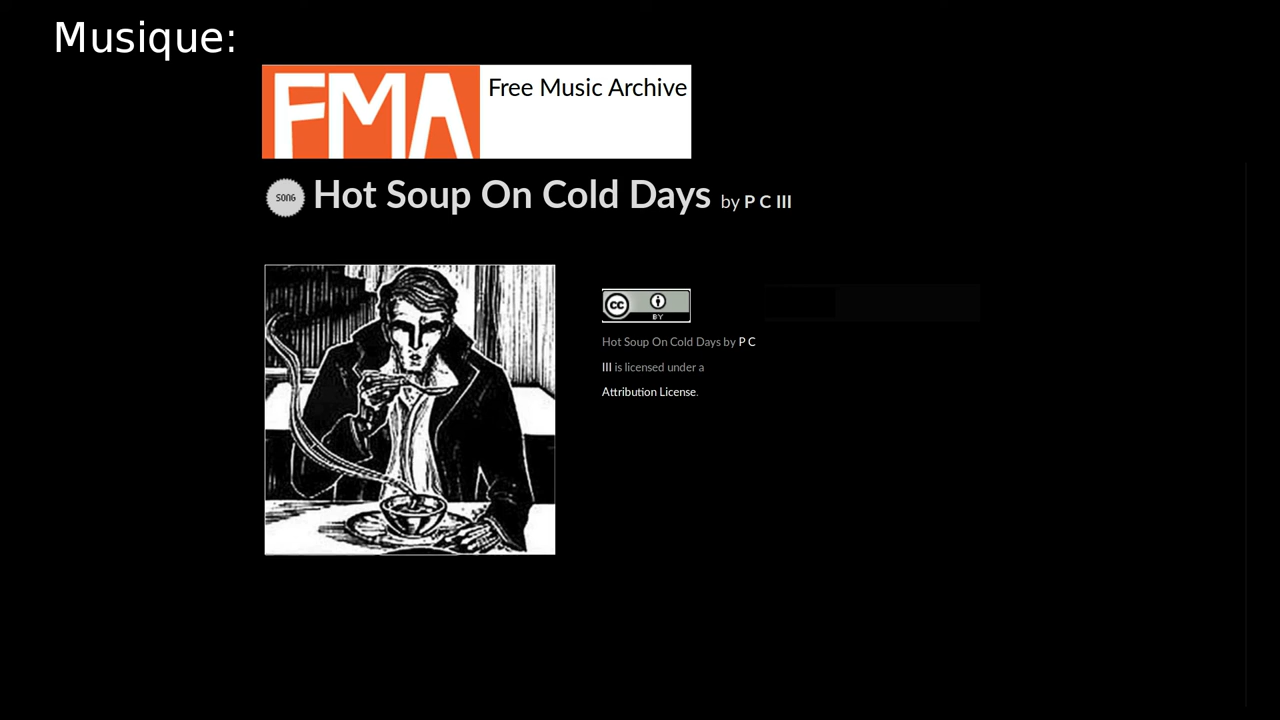 Musique:
FMA
Free Music Archive
SONG
Hot Soup On Cold Days by P C III
cc
BY
Hot Soup On Cold Days by P C
III is licensed under a
Attribution License.